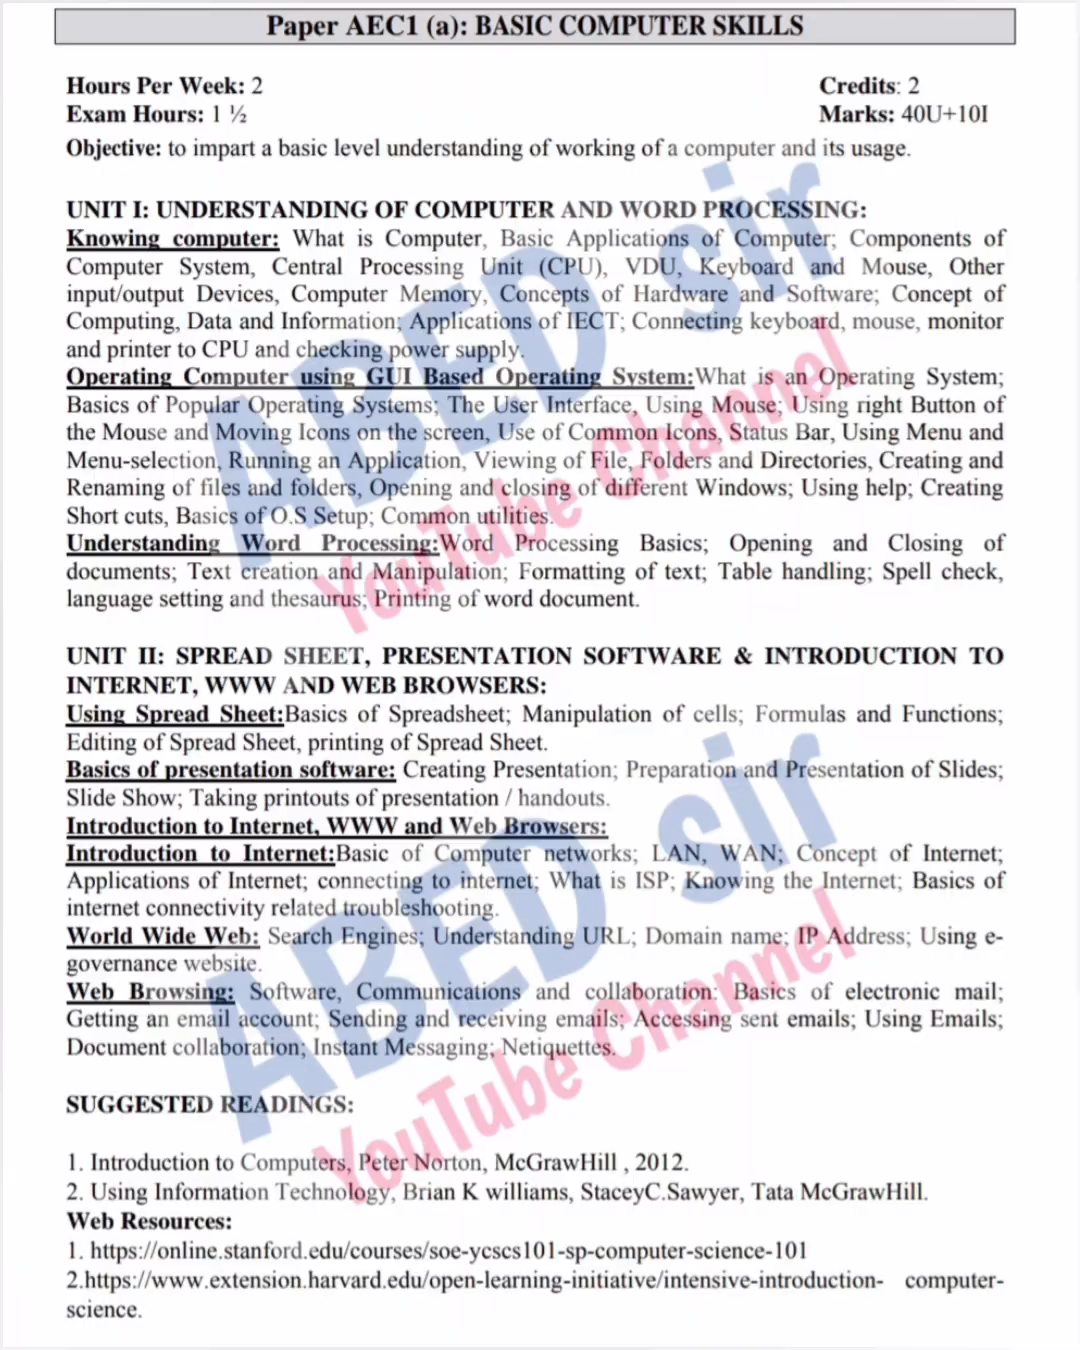 Paper AEC1 (a): BASIC COMPUTER SKILLS
Hours Per Week: 2 Credits: 2
Exam Hours: 1 ½ Marks: 40U+10I
Objective: to impart a basic level understanding of working of a computer and its usage.
UNIT I: UNDERSTANDING OF COMPUTER AND WORD PROCESSING:
Knowing computer: What is Computer, Basic Applications of Computer; Components of
Computer System, Central Processing Unit (CPU), VDU, Keyboard and Mouse, Other
input/output Devices, Computer Memory, Concepts of Hardware and Software; Concept of
Computing, Data and Information; Applications of IECT; Connecting keyboard, mouse, monitor
and printer to CPU and checking power supply.
Operating Computer using GUI Based Operating System:What is an Operating System;
Basics of Popular Operating Systems; The User Interface, Using Mouse; Using right Button of
the Mouse and Moving Icons on the screen, Use of Common Icons, Status Bar, Using Menu and
Menu-selection, Running an Application, Viewing of File, Folders and Directories, Creating and
Renaming of files and folders, Opening and closing of different Windows; Using help; Creating
Short cuts, Basics of O.S Setup; Common utilities.
Understanding Word Processing:Word Processing Basics; Opening and Closing of
documents; Text creation and Manipulation; Formatting of text; Table handling; Spell check,
language setting and thesaurus; Printing of word document.
UNIT II: SPREAD SHEET, PRESENTATION SOFTWARE & INTRODUCTION TO
INTERNET, WWW AND WEB BROWSERS:
Using Spread Sheet:Basics of Spreadsheet; Manipulation of cells; Formulas and Functions;
Editing of Spread Sheet, printing of Spread Sheet.
Basics of presentation software: Creating Presentation; Preparation and Presentation of Slides;
Slide Show; Taking printouts of presentation / handouts.
Introduction to Internet, WWW and Web Browsers:
Introduction to Internet:Basic of Computer networks; LAN, WAN; Concept of Internet;
Applications of Internet; connecting to internet; What is ISP; Knowing the Internet; Basics of
internet connectivity related troubleshooting.
World Wide Web: Search Engines; Understanding URL; Domain name; IP Address; Using e-
governance website.
Web Browsing: Software, Communications and collaboration: Basics of electronic mail;
Getting an email account; Sending and receiving emails; Accessing sent emails; Using Emails;
Document collaboration; Instant Messaging; Netiquettes.
SUGGESTED READINGS:
1. Introduction to Computers, Peter Norton, McGrawHill , 2012.
2. Using Information Technology, Brian K williams, StaceyC.Sawyer, Tata McGrawHill.
Web Resources:
1. https://online.stanford.edu/courses/soe-ycscs101-sp-computer-science-101
2.https://www.extension.harvard.edu/open-learning-initiative/intensive-introduction- computer-
science.
ABED sir
YouTube Channel
ABED sir
YouTube Channel